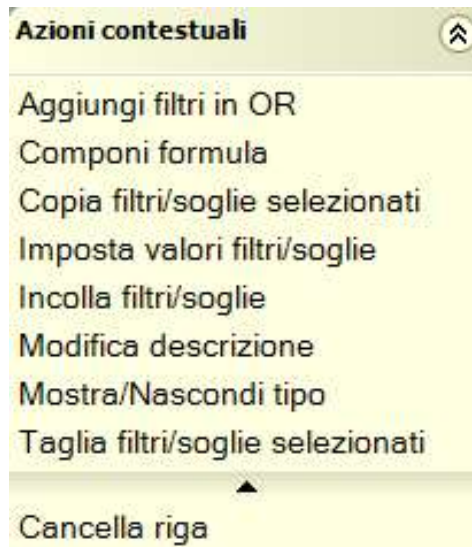 Azioni contestuali
Aggiungi filtri in OR
Componi formula
Copia filtri/soglie selezionati
Imposta valori filtri/soglie
Incolla filtri/soglie
Modifica descrizione
Mostra/Nascondi tipo
Taglia filtri/soglie selezionati
Cancella riga